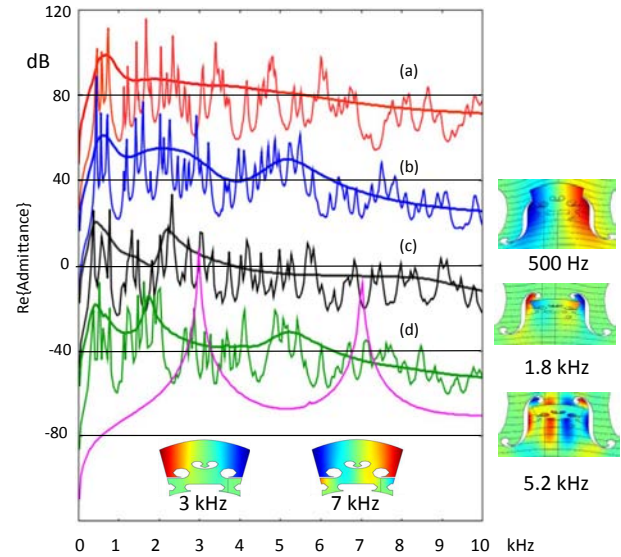 120
dB
80
40
0
-40
-80
Re{Admittance}
(a)
(b)
(c)
(d)
3 kHz
7 kHz
500 Hz
1.8 kHz
5.2 kHz
0 1 2 3 4 5 6 7 8 9 10 kHz